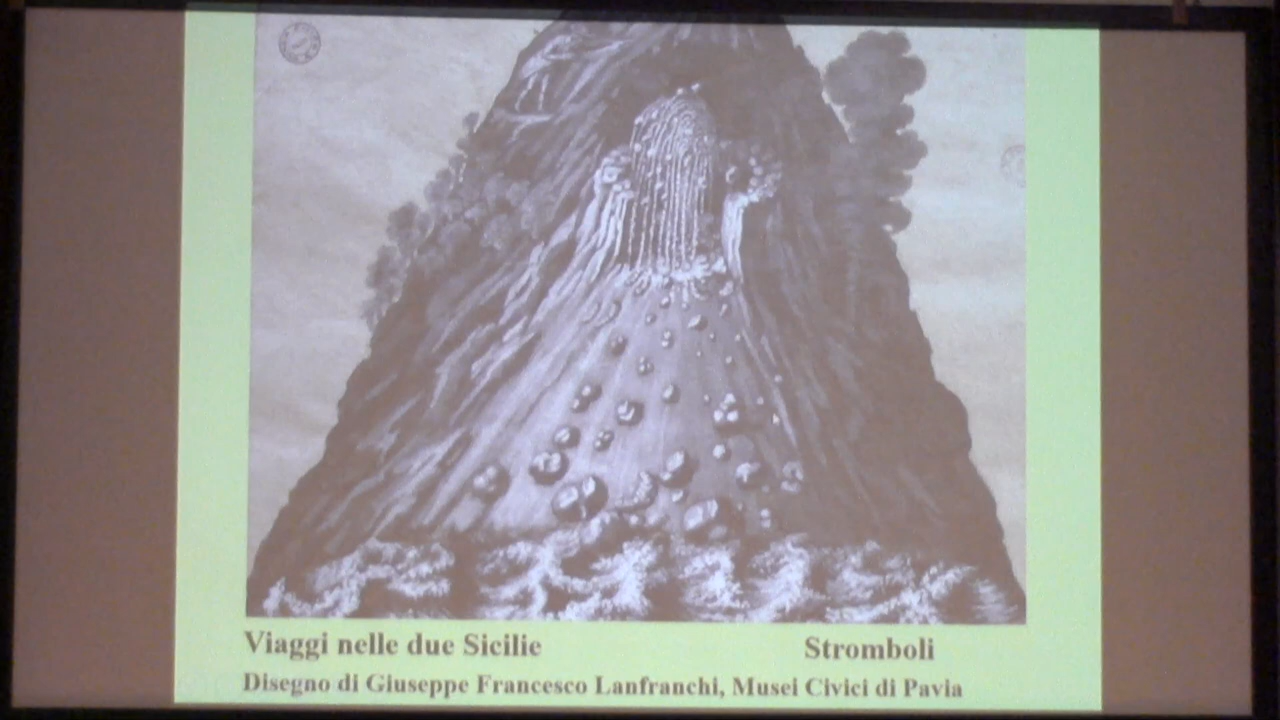 Viaggi nelle due Sicilie
Stromboli
Disegno di Giuseppe Francesco Lanfranchi, Musei Civici di Pavia